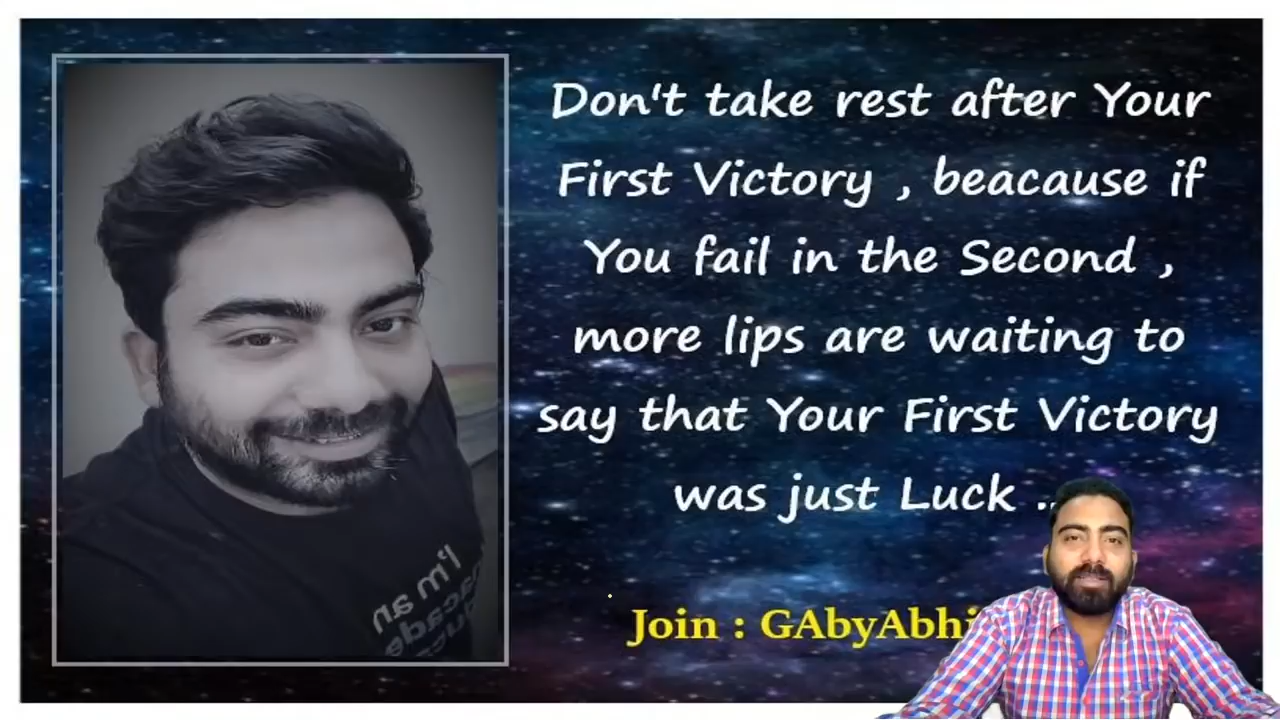 Don't take rest after Your
First Victory , beacause if
You fail in the Second ,
more lips are waiting to
say that Your First Victory
was just Luck ..
Join : GAbyAbhi
I'm an